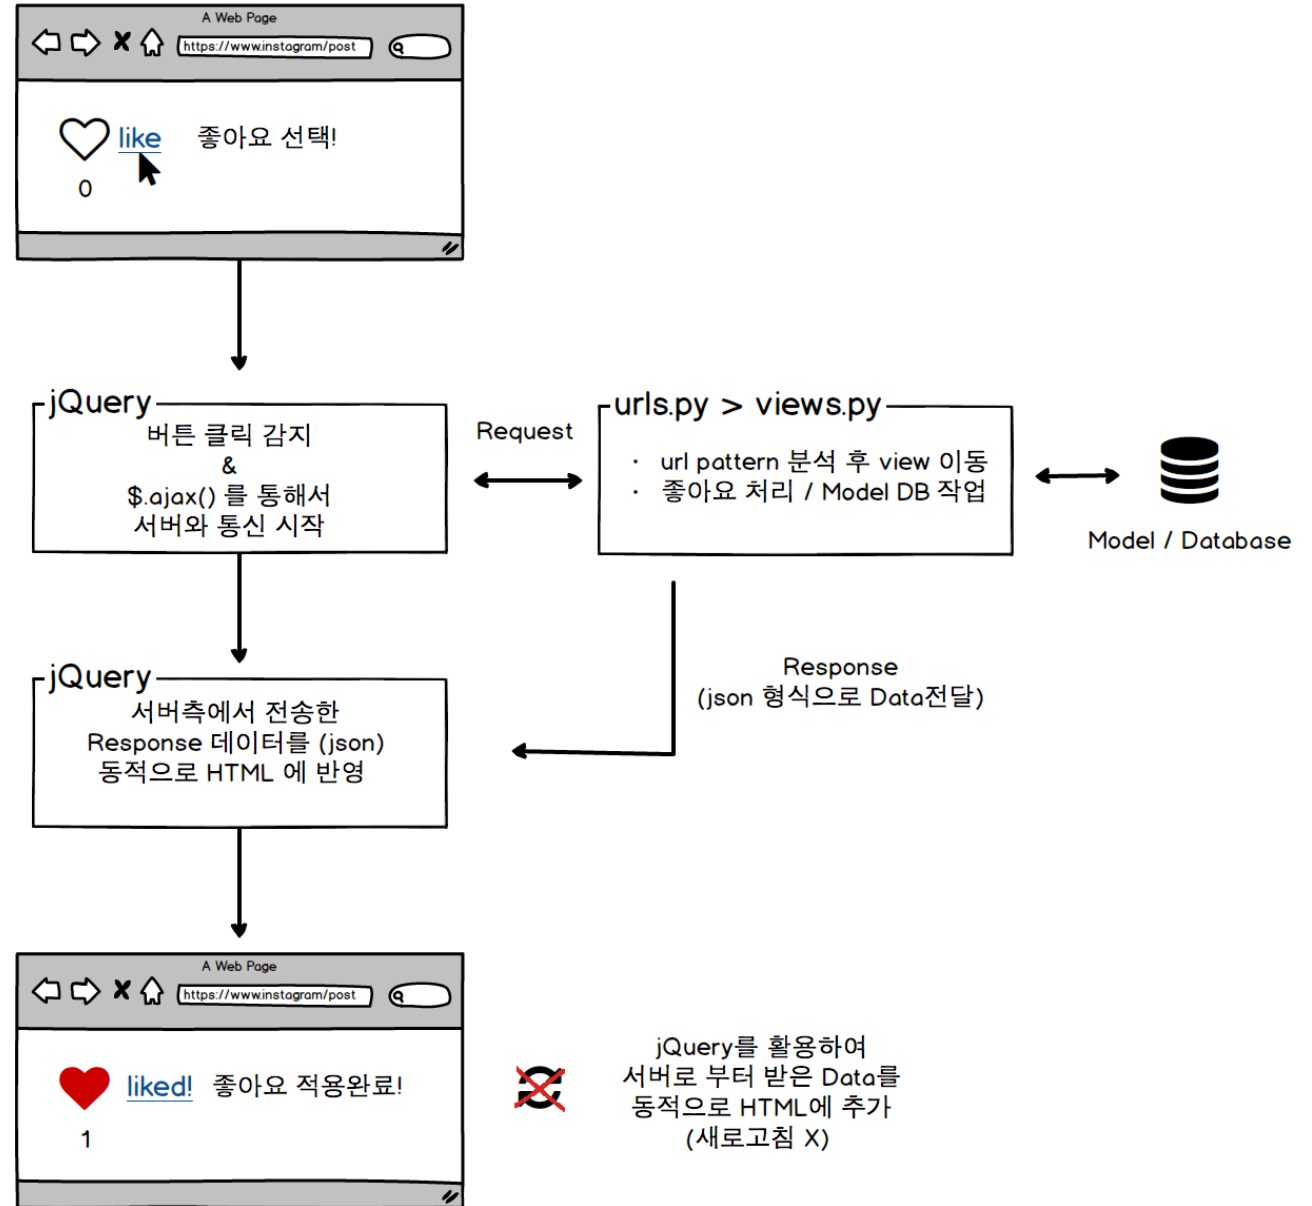 A Web Page
https://www.instagram/post
like 좋아요 선택!
0
jQuery
버튼 클릭 감지
&
$.ajax() 를 통해서
서버와 통신 시작
Request
urls.py > views.py
· url pattern 분석 후 view 이동
· 좋아요 처리 / Model DB 작업
Model / Database
jQuery
서버측에서 전송한
Response 데이터를 (json)
동적으로 HTML 에 반영
Response
(json 형식으로 Data전달)
A Web Page
https://www.instagram/post
liked! 좋아요 적용완료!
1
jQuery를 활용하여
서버로 부터 받은 Data를
동적으로 HTML에 추가
(새로고침 X)